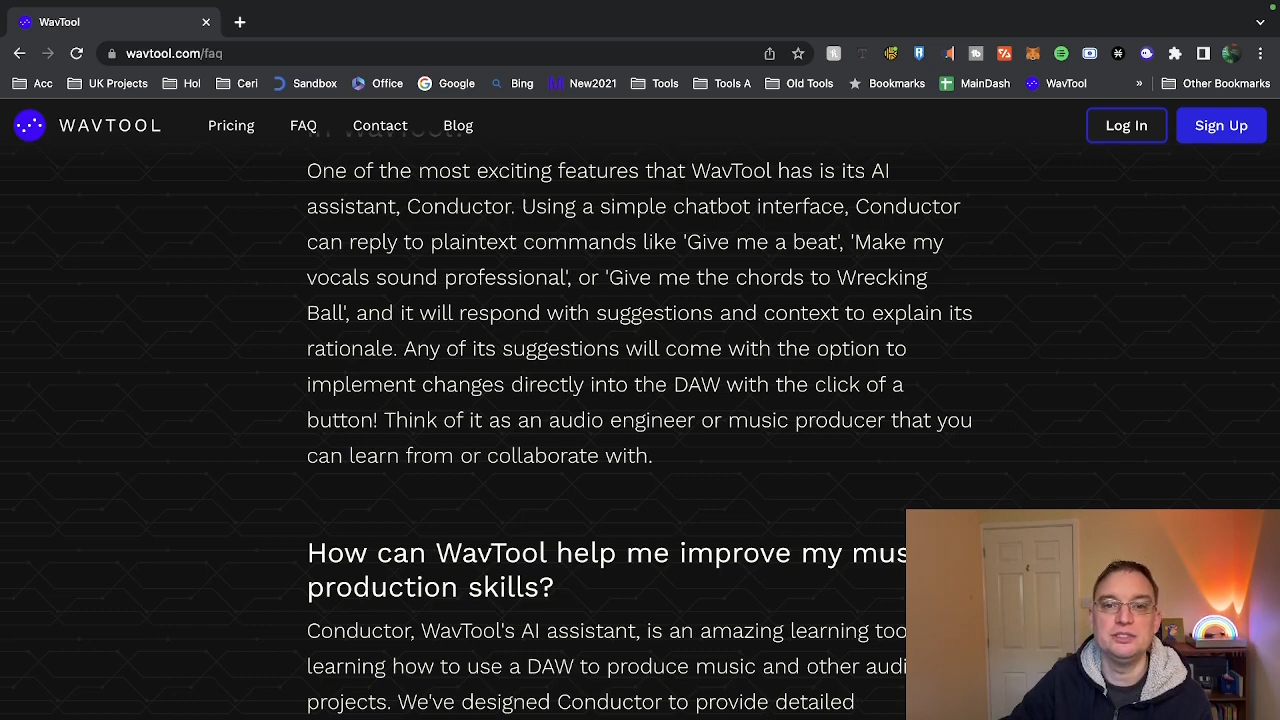 WavTool
wavtool.com/faq
Acc
UK Projects
Hol
Ceri
Sandbox
Office
Google
Bing
New2021
Tools
Tools A
Old Tools
Bookmarks
MainDash
WavTool
»
Other Bookmarks
WAVTOOL
Pricing
FAQ
Contact
Blog
Log In
Sign Up
One of the most exciting features that WavTool has is its AI
assistant, Conductor. Using a simple chatbot interface, Conductor
can reply to plaintext commands like 'Give me a beat', 'Make my
vocals sound professional', or 'Give me the chords to Wrecking
Ball', and it will respond with suggestions and context to explain its
rationale. Any of its suggestions will come with the option to
implement changes directly into the DAW with the click of a
button! Think of it as an audio engineer or music producer that you
can learn from or collaborate with.
How can WavTool help me improve my mus
production skills?
Conductor, WavTool's AI assistant, is an amazing learning too
learning how to use a DAW to produce music and other audi
projects. We've designed Conductor to provide detailed